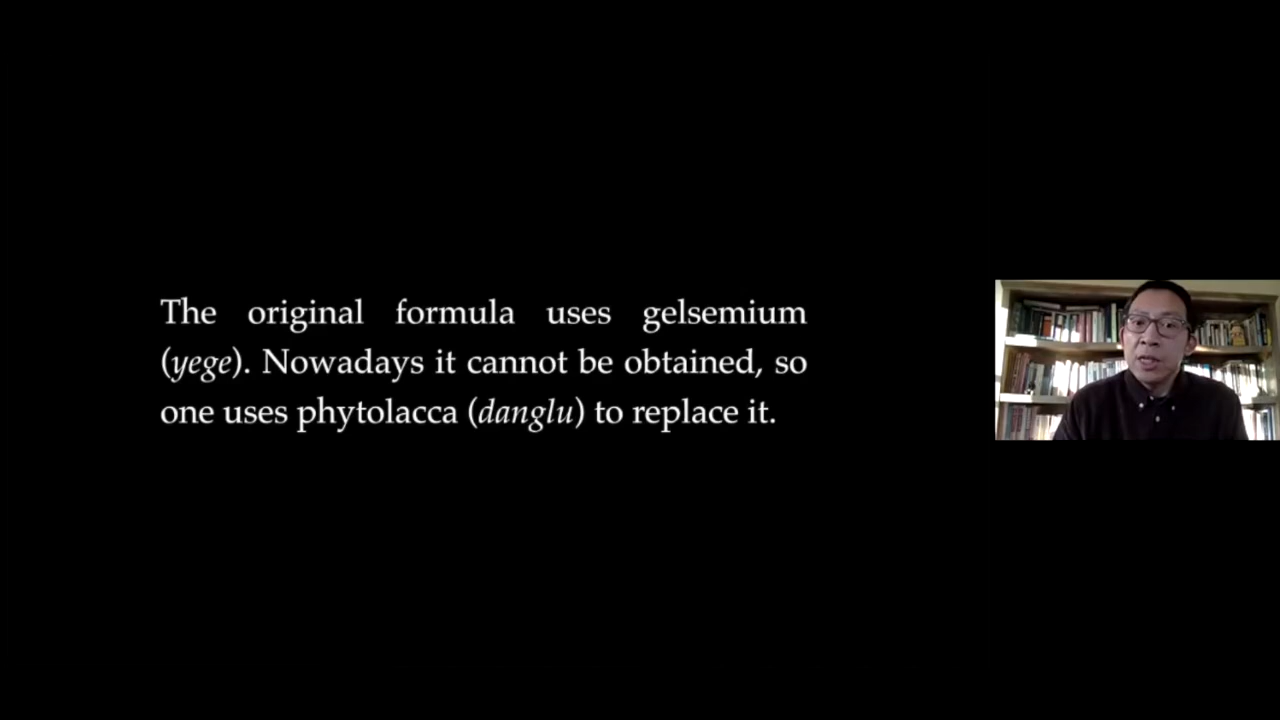 The original formula uses gelsemium
(yege). Nowadays it cannot be obtained, so
one uses phytolacca (danglu) to replace it.